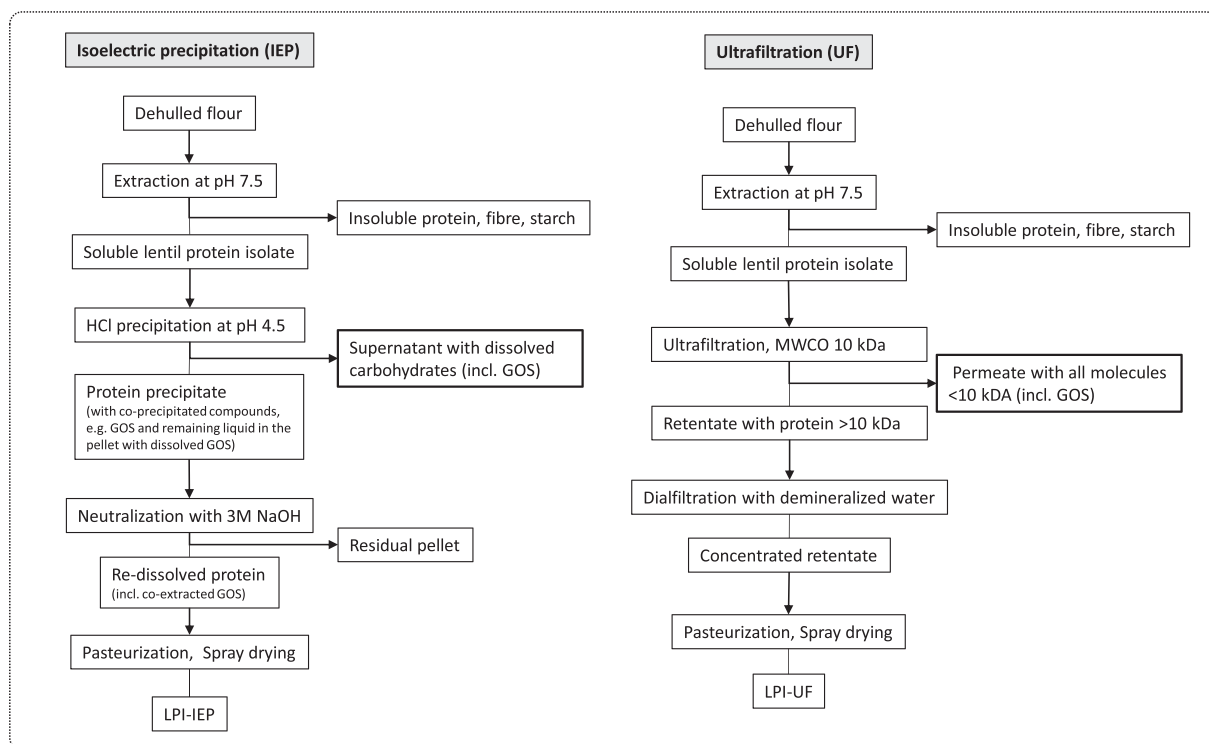 Isoelectric precipitation (IEP)
Dehulled flour
Extraction at pH 7.5
Insoluble protein, fibre, starch
Soluble lentil protein isolate
HCl precipitation at pH 4.5
Supernatant with dissolved
carbohydrates (incl. GOS)
Protein precipitate
(with co-precipitated compounds,
e.g. GOS and remaining liquid in the
pellet with dissolved GOS)
Neutralization with 3M NaOH
Residual pellet
Re-dissolved protein
(incl. co-extracted GOS)
Pasteurization, Spray drying
LPI-IEP
Ultrafiltration (UF)
Dehulled flour
Extraction at pH 7.5
Insoluble protein, fibre, starch
Soluble lentil protein isolate
Ultrafiltration, MWCO 10 kDa
Permeate with all molecules
<10 kDA (incl. GOS)
Retentate with protein >10 kDa
Dialfiltration with demineralized water
Concentrated retentate
Pasteurization, Spray drying
LPI-UF